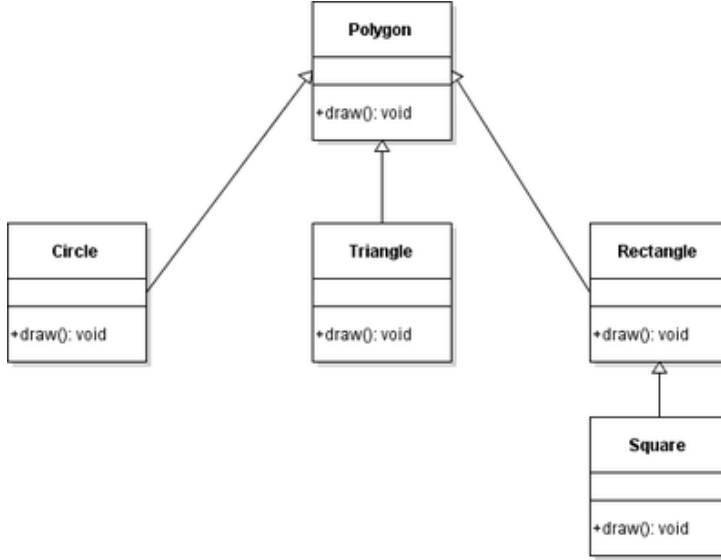 Polygon
+draw(): void
Circle
+draw(): void
Triangle
+draw(): void
Rectangle
+draw(): void
Square
+draw(): void